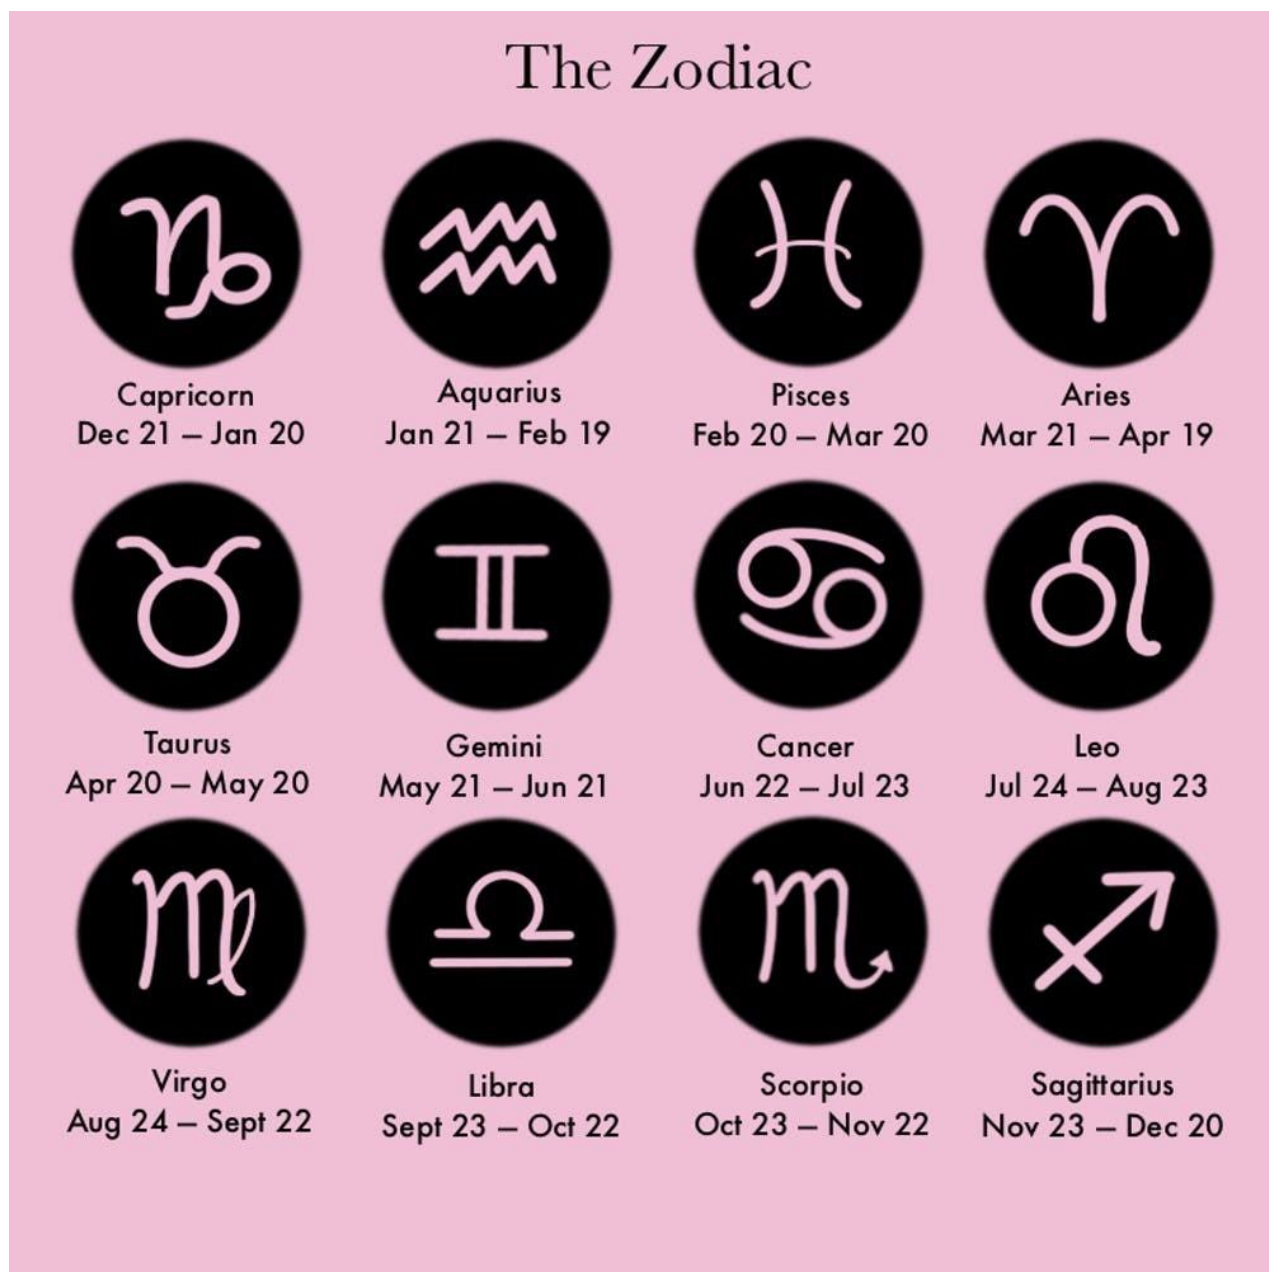 The Zodiac
Capricorn
Dec 21 – Jan 20
Aquarius
Jan 21 – Feb 19
Pisces
Feb 20 – Mar 20
Aries
Mar 21 – Apr 19
Taurus
Apr 20 – May 20
Gemini
May 21 – Jun 21
Cancer
Jun 22 – Jul 23
Leo
Jul 24 – Aug 23
Virgo
Aug 24 – Sept 22
Libra
Sept 23 – Oct 22
Scorpio
Oct 23 – Nov 22
Sagittarius
Nov 23 – Dec 20